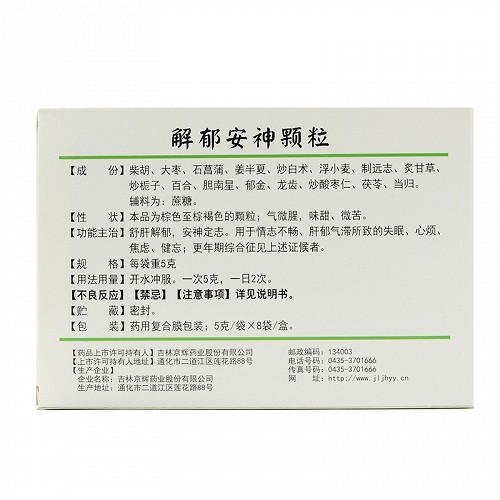 解郁安神颗粒
【成　份】柴胡、大枣、石菖蒲、姜半夏、炒白术、浮小麦、制远志、炙甘草、
炒栀子、百合、胆南星、郁金、龙齿、炒酸枣仁、茯苓、当归。
辅料为：蔗糖。
【性　状】本品为棕色至棕褐色的颗粒；气微腥，味甜、微苦。
【功能主治】舒肝解郁，安神定志。用于情志不畅、肝郁气滞所致的失眠、心烦、
焦虑、健忘；更年期综合征见上述证候者。
【规　格】每袋重5克
【用法用量】开水冲服。一次5克，一日2次。
【不良反应】【禁忌】【注意事项】详见说明书。
【贮　藏】密封。
【包　装】药用复合膜包装；5克/袋×8袋/盒。
【药品上市许可持有人】吉林京辉药业股份有限公司
【上市许可持有人地址】通化市二道江区莲花路88号
【生产企业】
企业名称：吉林京辉药业股份有限公司
生产地址：通化市二道江区莲花路88号
邮政编码：134003
电话号码：0435-3701666
传真号码：0435-3701666
网　　址：http://www.jljhyy.cn